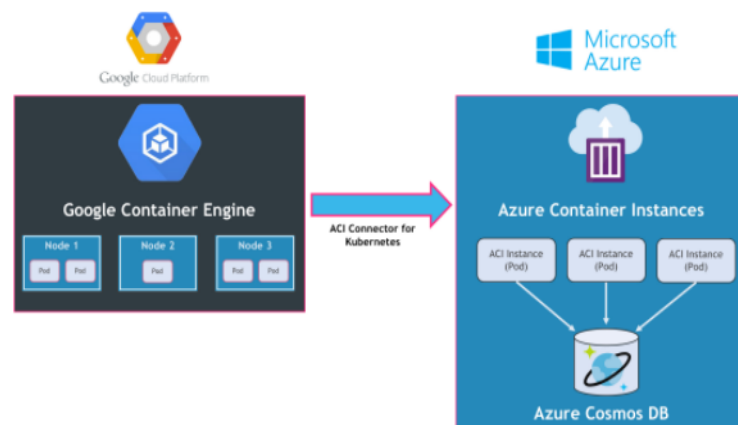 Google Cloud Platform
Microsoft
Azure
Google Container Engine
Node 1
Pod Pod
Node 2
Pod
Node 3
Pod Pod
ACI Connector for
Kubernetes
Azure Container Instances
ACI Instance
(Pod)
ACI Instance
(Pod)
ACI Instance
(Pod)
Azure Cosmos DB